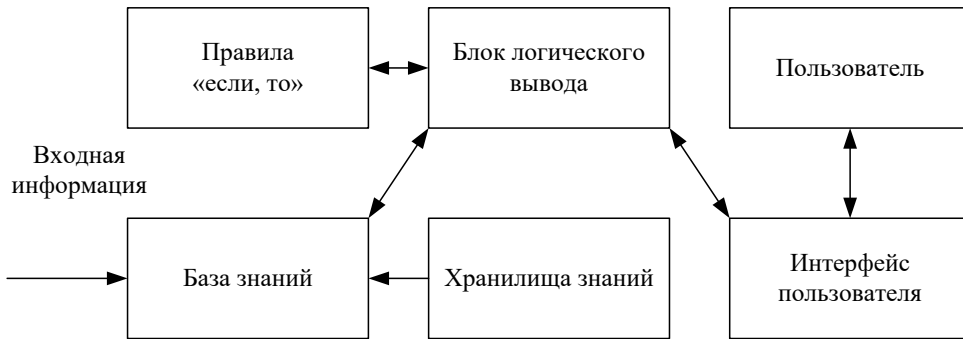 Правила
«если, то»
Блок логического
вывода
Пользователь
Входная
информация
База знаний
Хранилища знаний
Интерфейс
пользователя